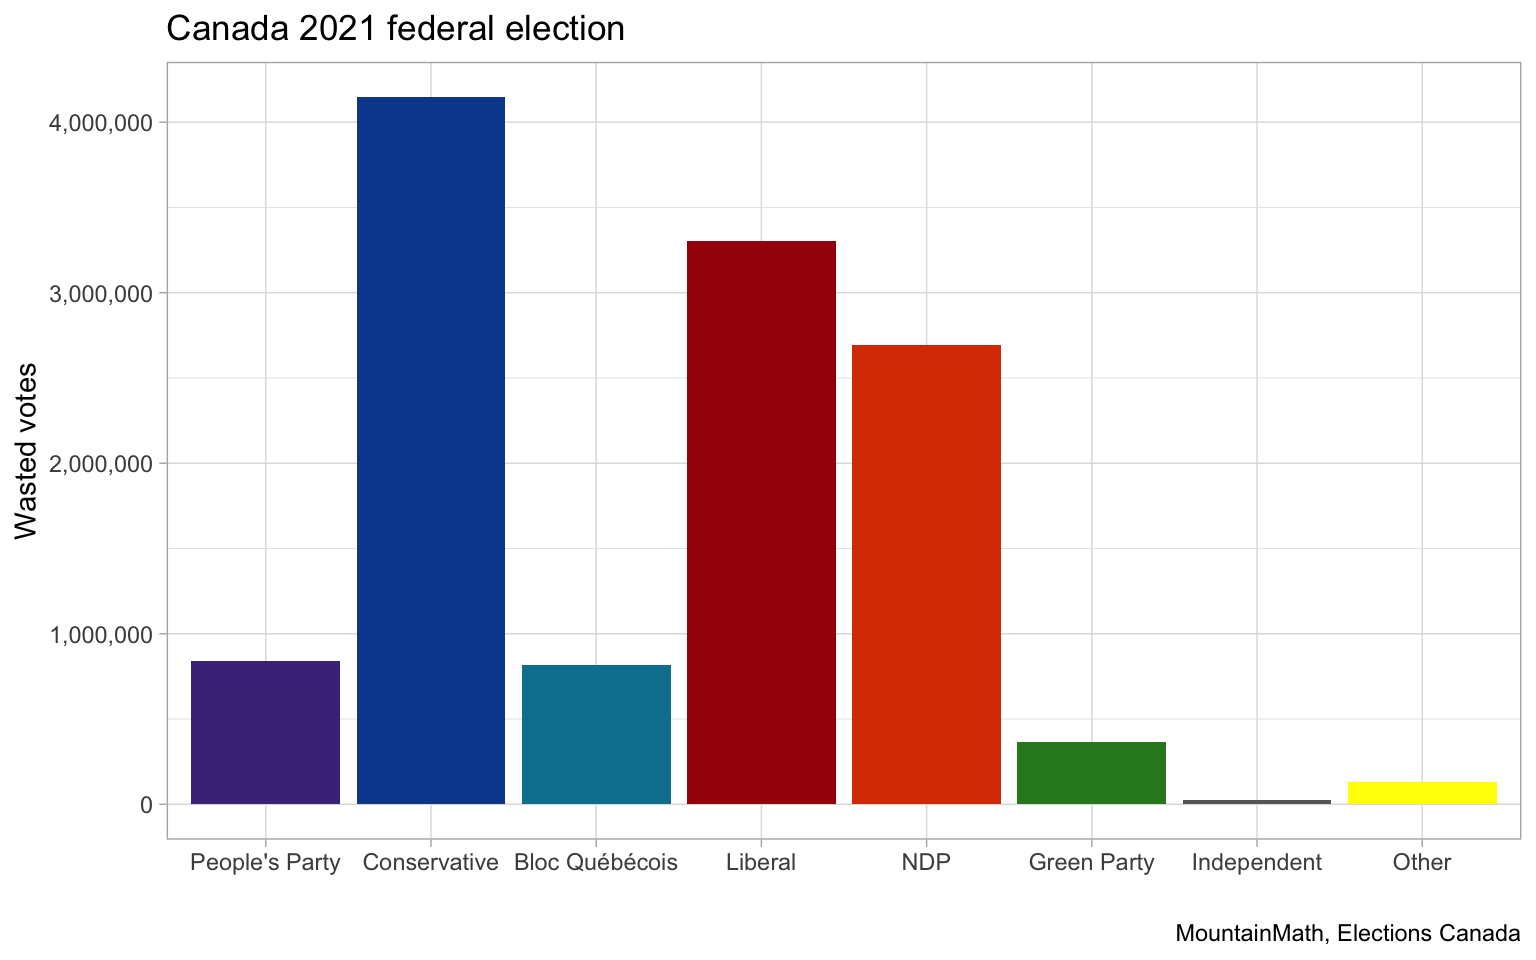 Canada 2021 federal election
Wasted votes
4,000,000
3,000,000
2,000,000
1,000,000
0
People's Party Conservative Bloc Québécois Liberal NDP Green Party Independent Other
MountainMath, Elections Canada